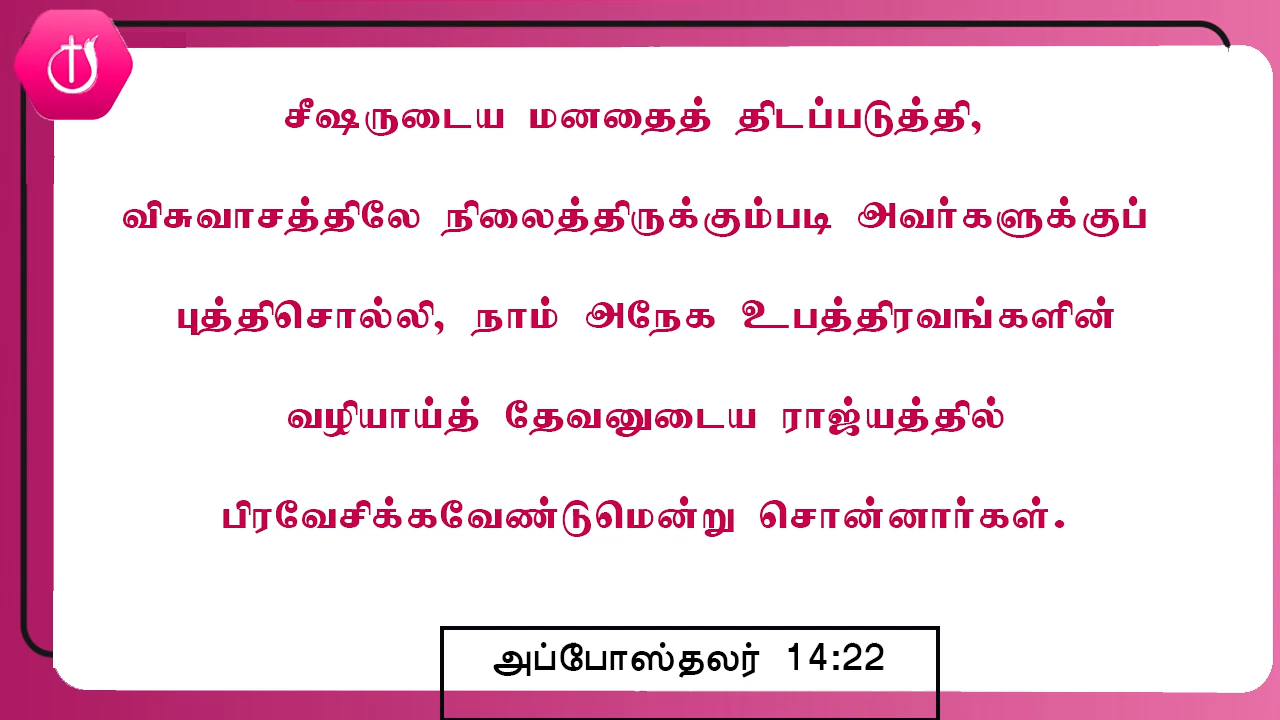 சீஷருடைய மனதைத் திடப்படுத்தி,
விசுவாசத்திலே நிலைத்திருக்கும்படி அவர்களுக்குப்
புத்திசொல்லி, நாம் அநேக உபத்திரவங்களின்
வழியாய்த் தேவனுடைய ராஜ்யத்தில்
பிரவேசிக்கவேண்டுமென்று சொன்னார்கள்.
அப்போஸ்தலர் 14:22